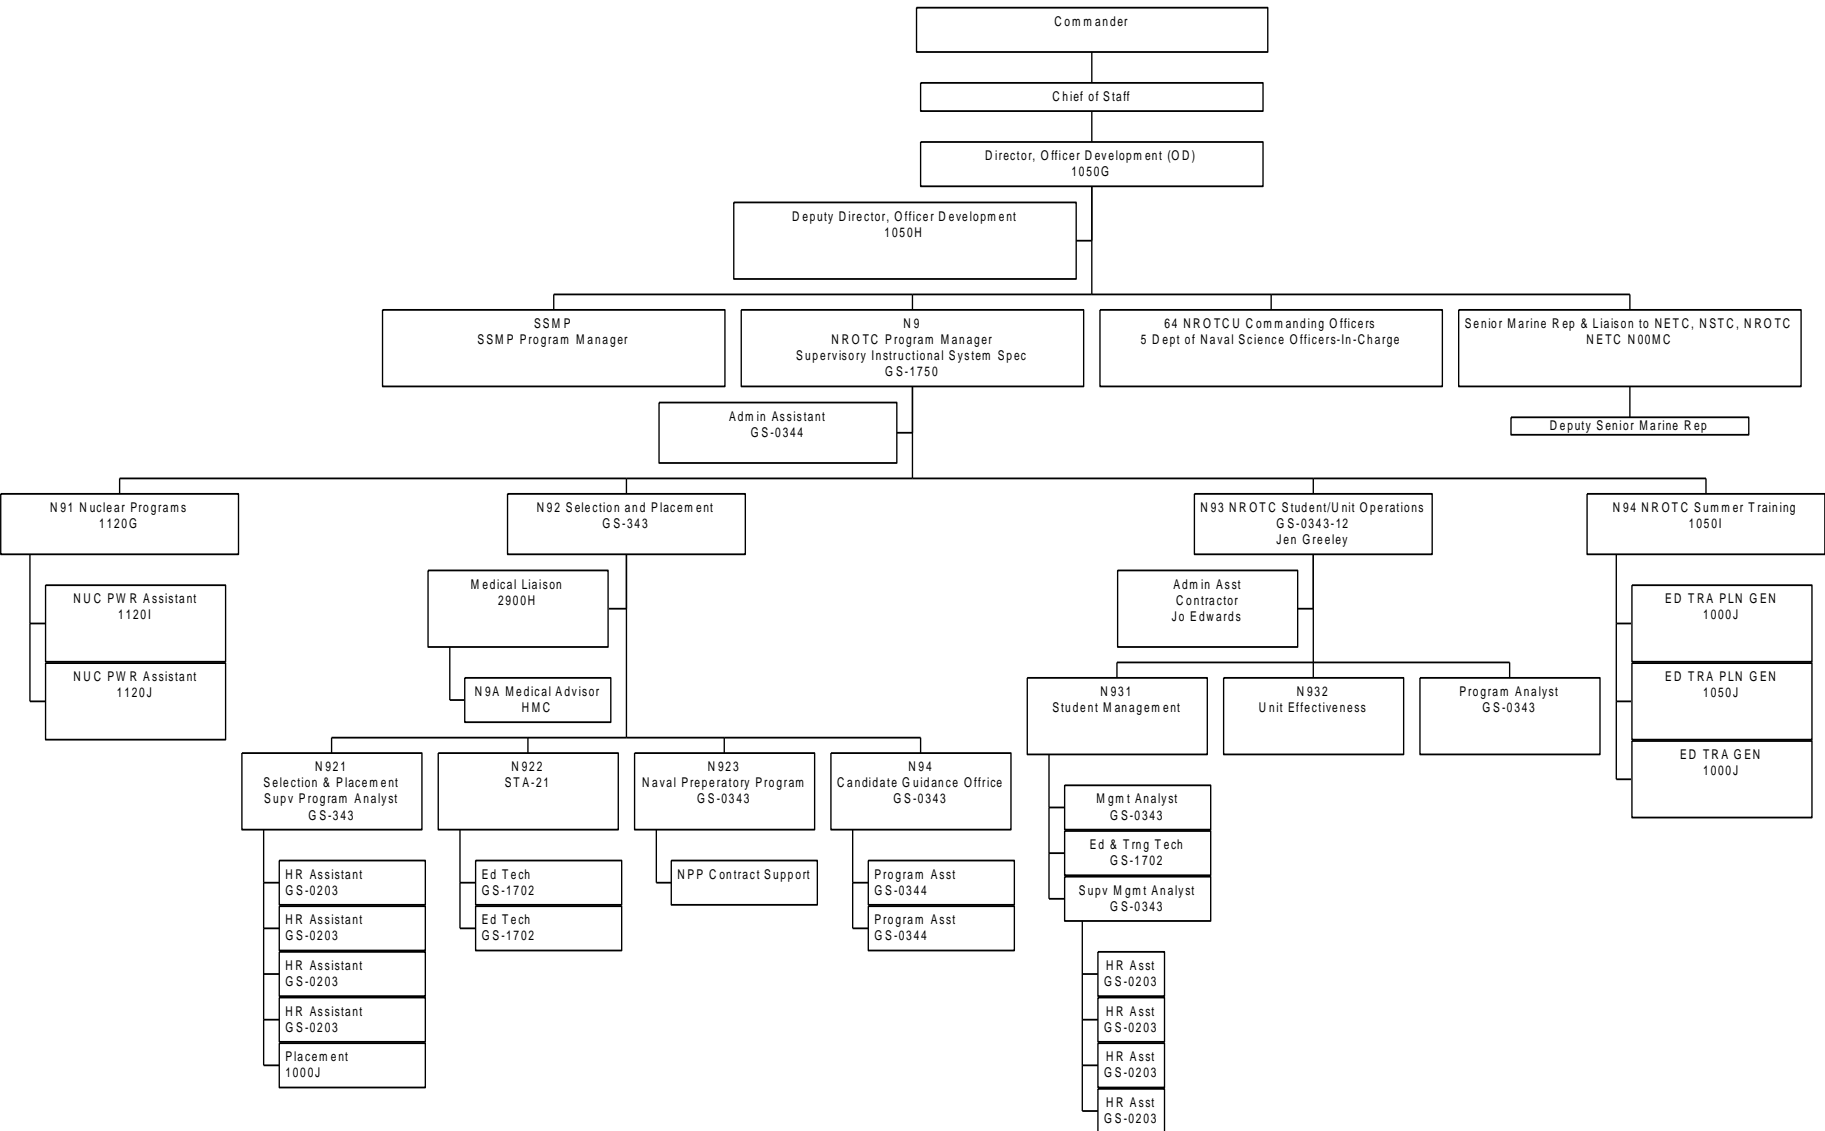 Commander
Chief of Staff
Director, Officer Development (OD)
1050G
Deputy Director, Officer Development
1050H
SSMP
SSMP Program Manager
N9
NROTC Program Manager
Supervisory Instructional System Spec
GS-1750
64 NROTCU Commanding Officers
5 Dept of Naval Science Officers-In-Charge
Senior Marine Rep & Liaison to NETC, NSTC, NROTC
NETC N00MC
Admin Assistant
GS-0344
Deputy Senior Marine Rep
N91 Nuclear Programs
1120G
N92 Selection and Placement
GS-343
N93 NROTC Student/Unit Operations
GS-0343-12
Jen Greeley
N94 NROTC Summer Training
1050I
NUC PWR Assistant
1120I
NUC PWR Assistant
1120J
Medical Liaison
2900H
N9A Medical Advisor
HMC
Admin Asst
Contractor
Jo Edwards
ED TRA PLN GEN
1000J
ED TRA PLN GEN
1050J
ED TRA GEN
1000J
N931
Student Management
N932
Unit Effectiveness
Program Analyst
GS-0343
N921
Selection & Placement
Supv Program Analyst
GS-343
N922
STA-21
N923
Naval Preperatory Program
GS-0343
N94
Candidate Guidance Offrice
GS-0343
Mgmt Analyst
GS-0343
Ed & Trng Tech
GS-1702
Supv Mgmt Analyst
GS-0343
HR Assistant
GS-0203
HR Assistant
GS-0203
HR Assistant
GS-0203
HR Assistant
GS-0203
Placement
1000J
Ed Tech
GS-1702
Ed Tech
GS-1702
NPP Contract Support
Program Asst
GS-0344
Program Asst
GS-0344
HR Asst
GS-0203
HR Asst
GS-0203
HR Asst
GS-0203
HR Asst
GS-0203